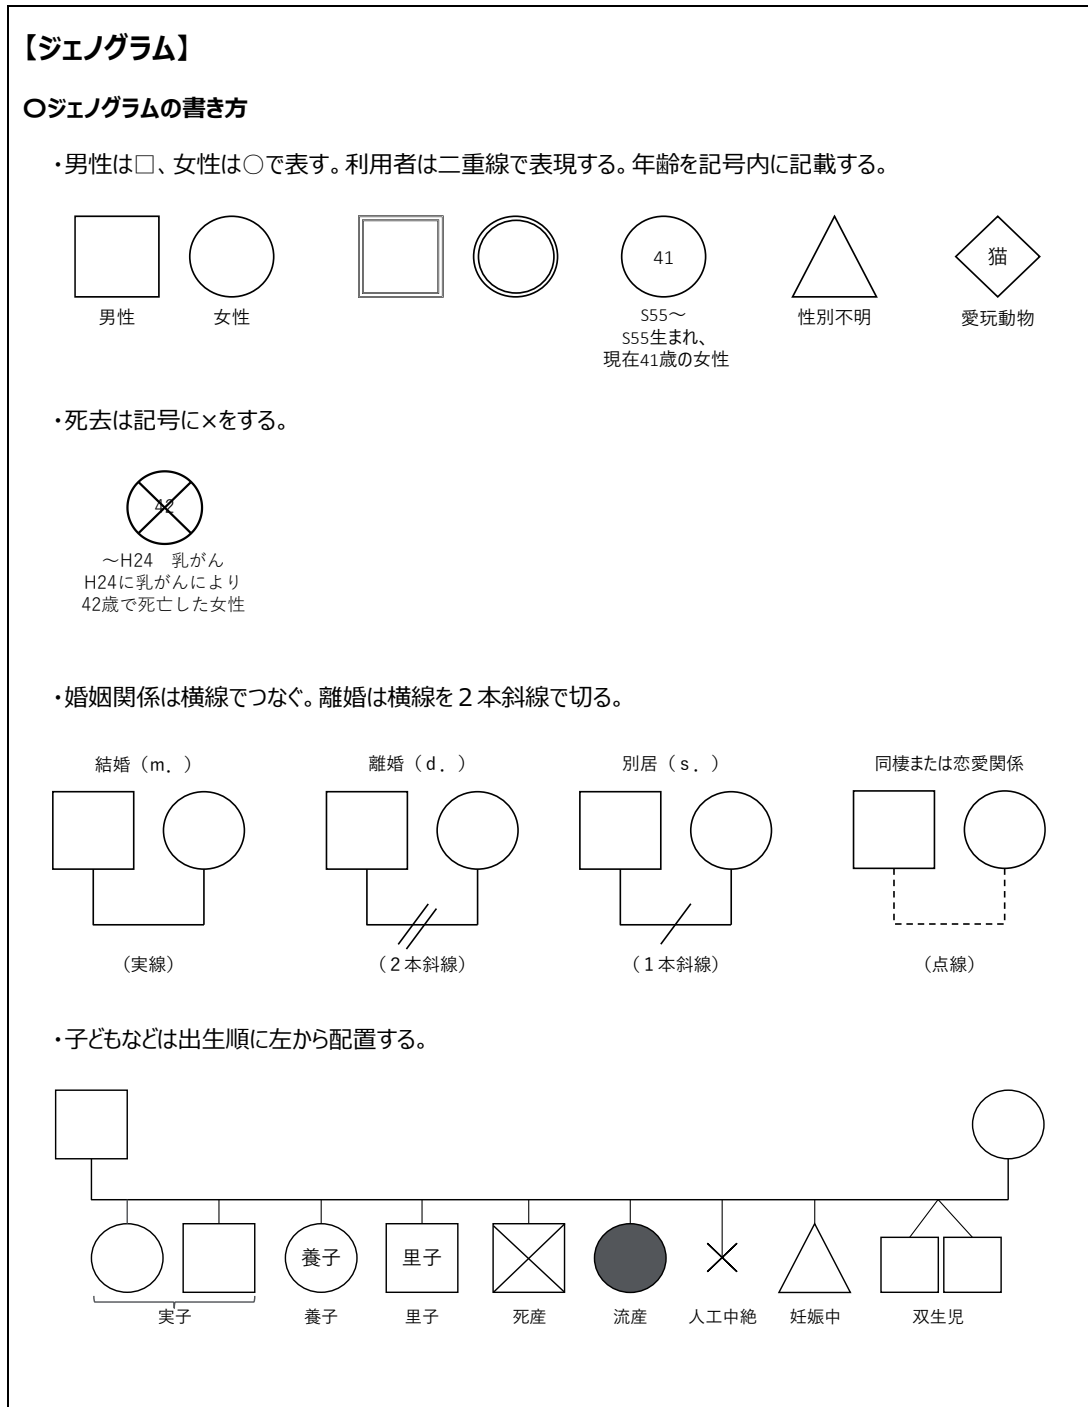 【ジェノグラム】
〇ジェノグラムの書き方
・男性は□、女性は○で表す。利用者は二重線で表現する。年齢を記号内に記載する。
41
猫
男性
女性
S55～
S55生まれ、
現在41歳の女性
性別不明
愛玩動物
・死去は記号に×をする。
42
～H24　乳がん
H24に乳がんにより
42歳で死亡した女性
・婚姻関係は横線でつなぐ。離婚は横線を２本斜線で切る。
結婚（m．）
離婚（ｄ．）
別居（ｓ．）
同棲または恋愛関係
（実線）
（２本斜線）
（１本斜線）
（点線）
・子どもなどは出生順に左から配置する。
養子
里子
実子
養子
里子
死産
流産
人工中絶
妊娠中
双生児